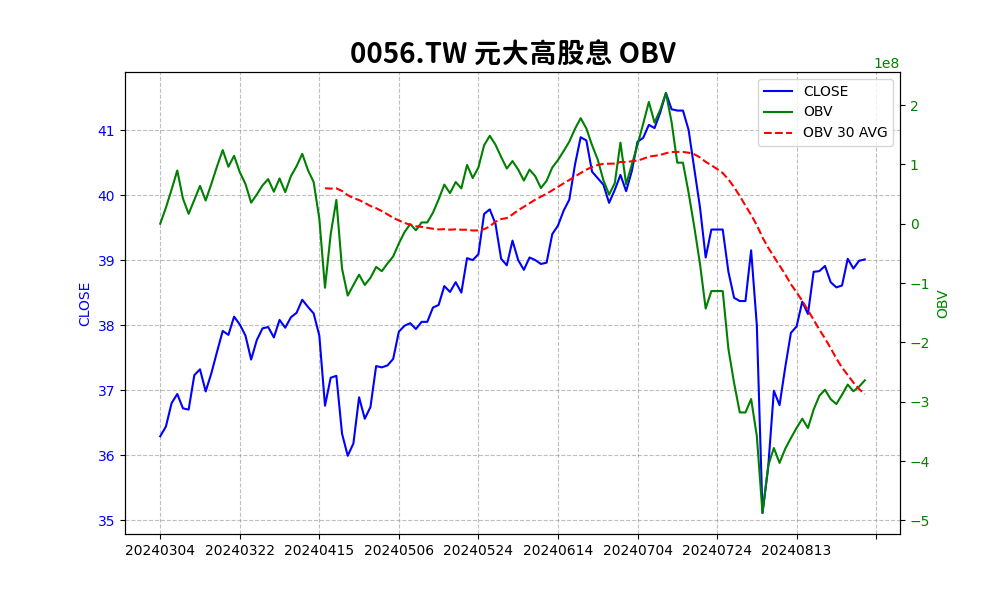 0056.TW 元大高股息 OBV
1e8
CLOSE
OBV
OBV 30 AVG
41
40
39
38
37
36
35
CLOSE
2
1
0
−1
−2
−3
−4
−5
OBV
20240304 20240322 20240415 20240506 20240524 20240614 20240704 20240724 20240813